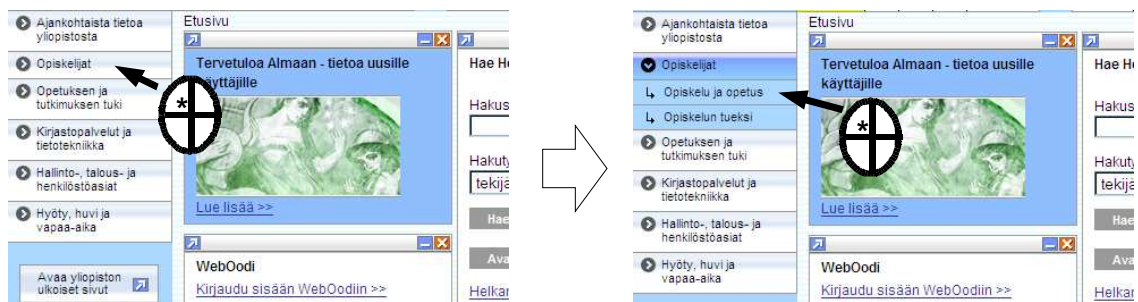 Ajankohtaista tietoa
yliopistosta
Opiskelijat
Opetuksen ja
tutkimuksen tuki
Kirjastopalvelut ja
tietotekniikka
Hallinto-, talous- ja
henkilöstöasiat
Hyöty, huvi ja
vapaa-aika
Avaa yliopiston
ulkoiset sivut
Etusivu
Tervetuloa Almaan - tietoa uusille
käyttäjille
*
Lue lisää >>
WebOodi
Kirjaudu sisään WebOodiin >>
Hae He
Hakus
Hakuty
tekijä
Hae
Ava
Helkar
Ajankohtaista tietoa
yliopistosta
Opiskelijat
Opiskelu ja opetus
Opiskelun tueksi
Opetuksen ja
tutkimuksen tuki
Kirjastopalvelut ja
tietotekniikka
Hallinto-, talous- ja
henkilöstöasiat
Hyöty, huvi ja
vapaa-aika
Etusivu
Tervetuloa Almaan - tietoa uusille
käyttäjille
*
Lue lisää >>
WebOodi
Kirjaudu sisään WebOodiin >>
Hae H
Hakus
Hakuty
tekijä
Hae
Ava
Helkar